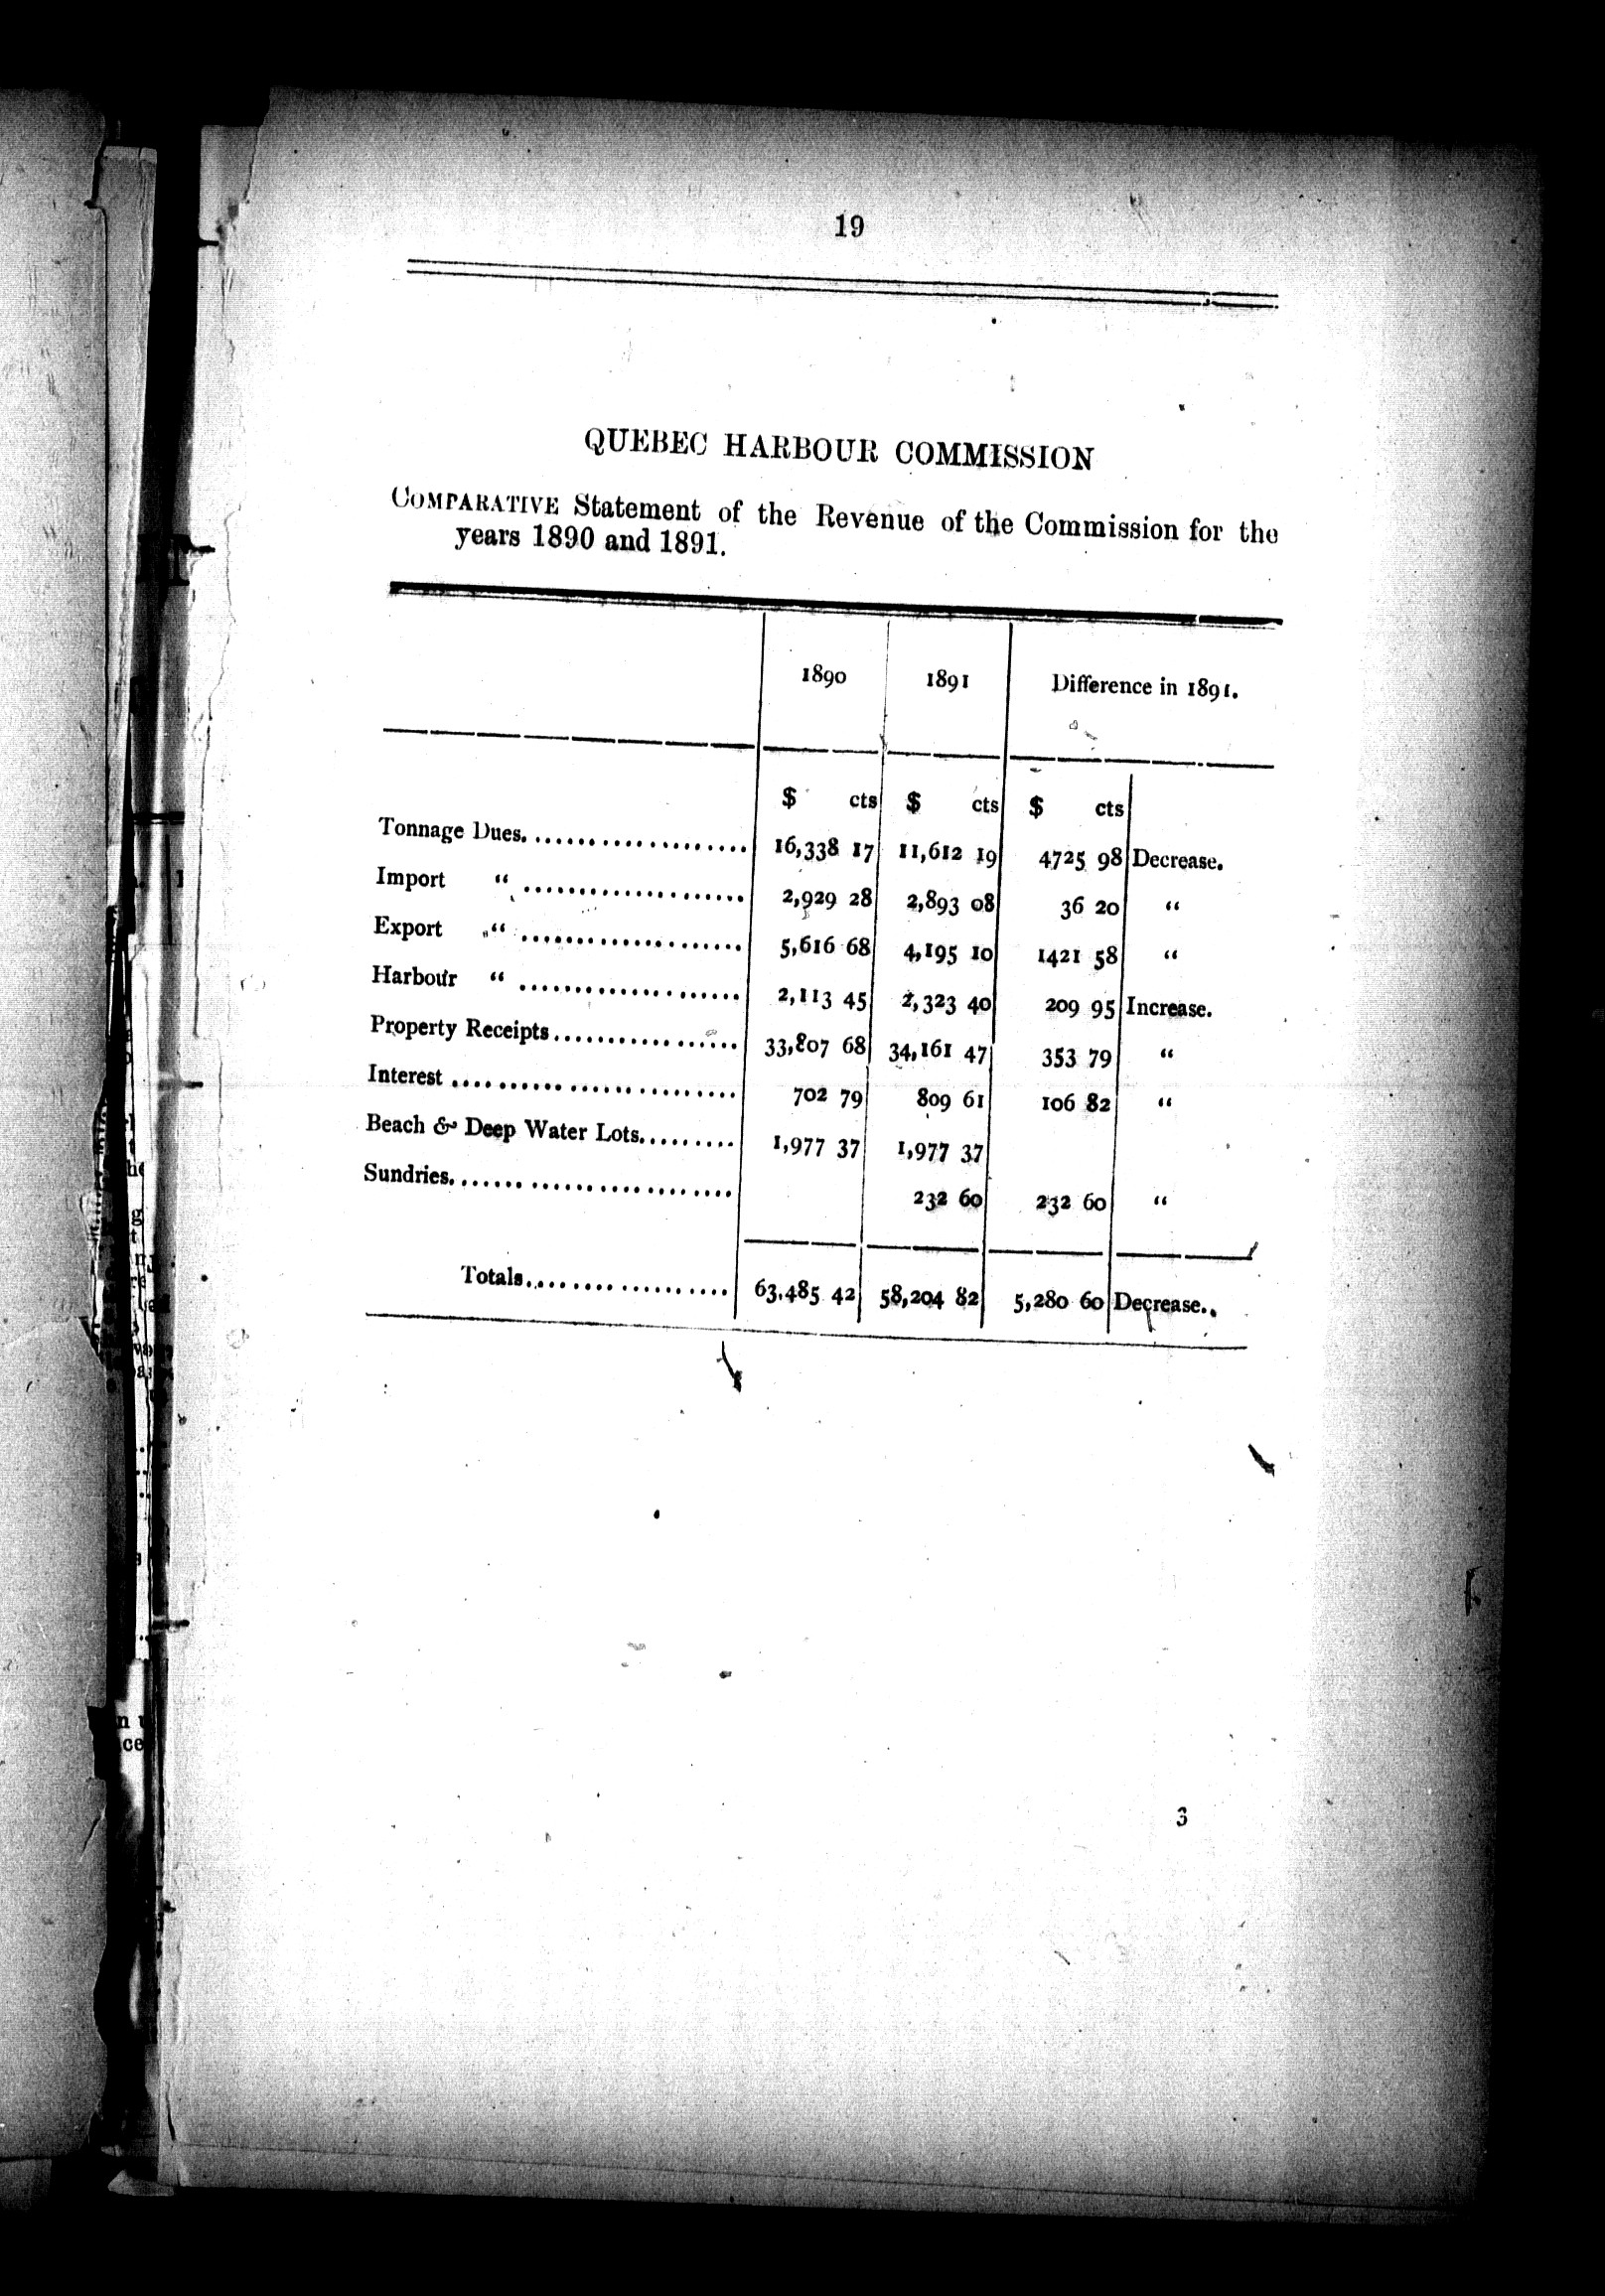 19
QUEBEC HARBOUR COMMISSION
COMPARATIVE Statement of the Revenue of the Commission for the
years 1890 and 1891.
1890 1891 Difference in 1891.
$ cts $ cts $ cts
Tonnage Dues.................... 16,338 17 11,612 19 4725 98 Decrease.
Import " .................... 2,929 28 2,893 08 36 20 "
Export " .................... 5,616 68 4,195 10 1421 58 "
Harbour " .................... 2,113 45 2,323 40 209 95 Increase.
Property Receipts................. 33,807 68 34,161 47 353 79 "
Interest .......................... 702 79 809 61 106 82 "
Beach & Deep Water Lots......... 1,977 37 1,977 37
Sundries.......................... 232 60 232 60 "
Totals.................. 63,485 42 58,204 82 5,280 60 Decrease..
3